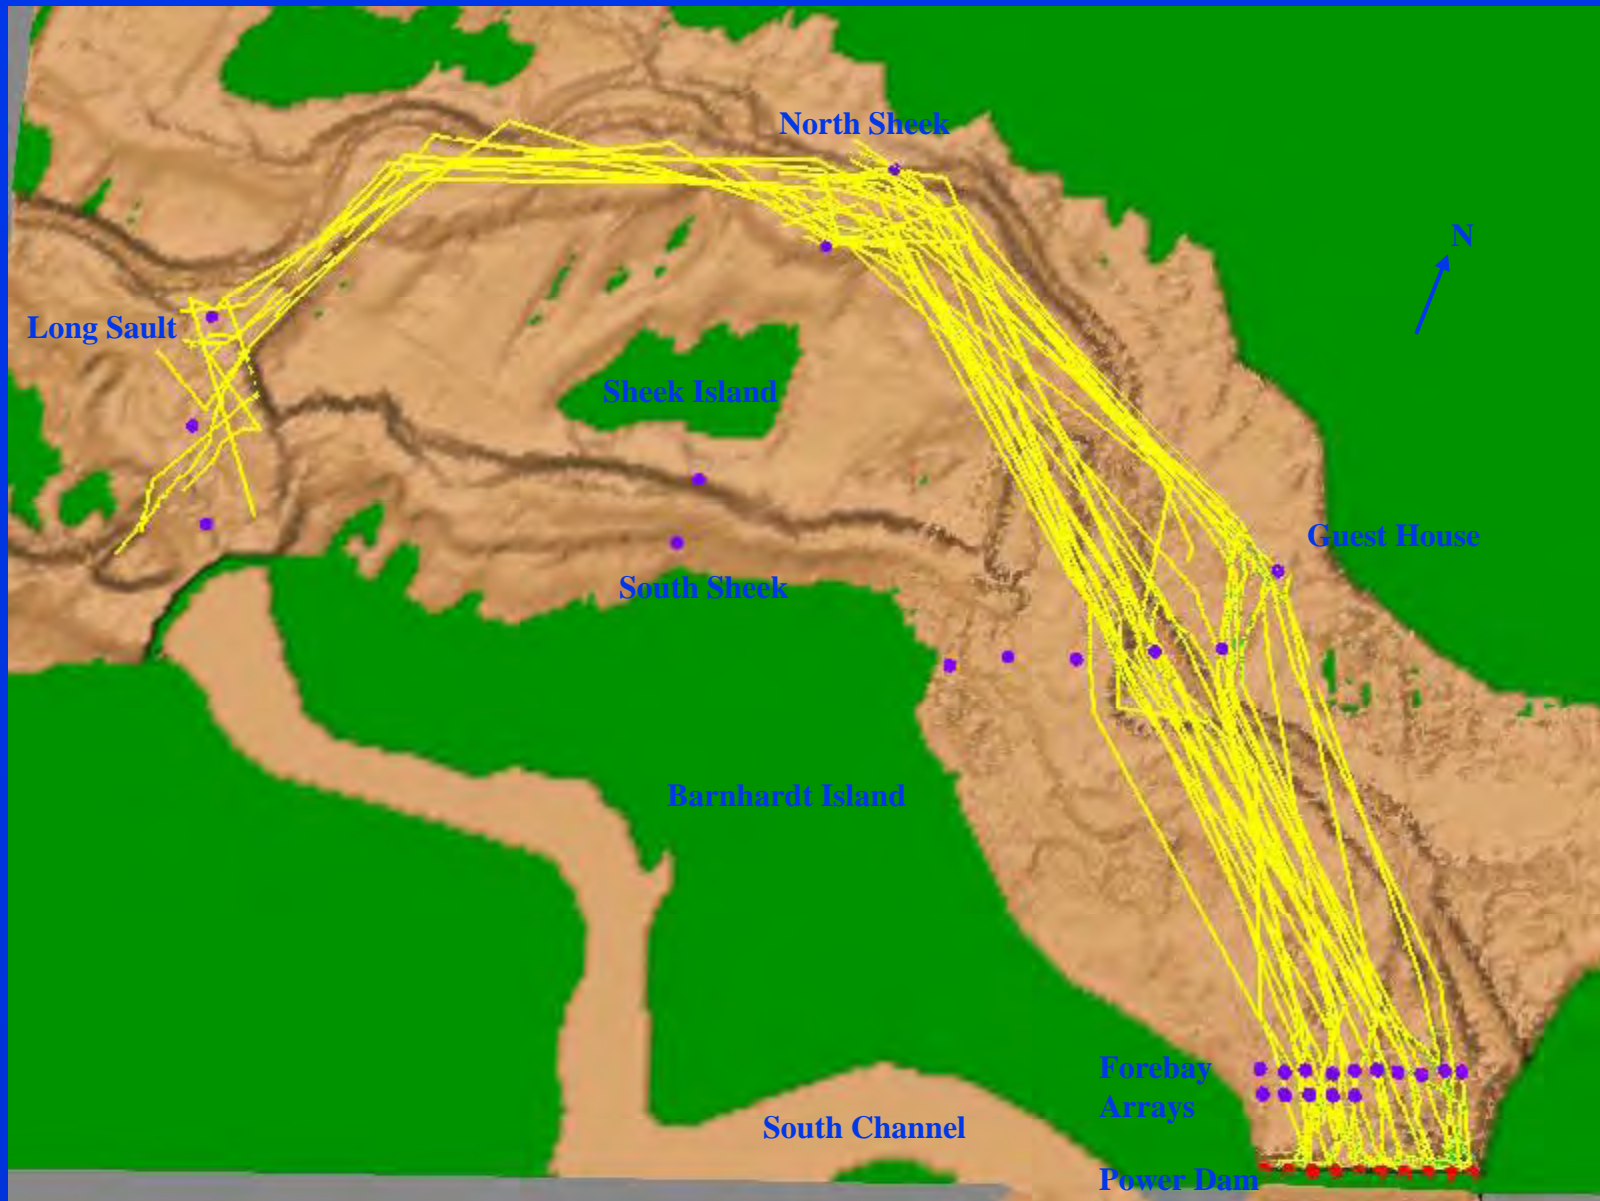 North Sheek
N
Long Sault
Sheek Island
Guest House
South Sheek
Barnhardt Island
Forebay
Arrays
South Channel
Power Dam